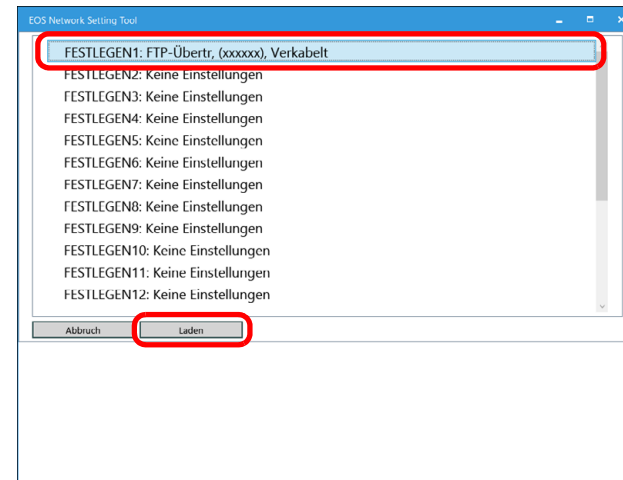 EOS Network Setting Tool
FESTLEGEN1: FTP-Übertr, (xxxxxx), Verkabelt
FESTLEGEN2: Keine Einstellungen
FESTLEGEN3: Keine Einstellungen
FESTLEGEN4: Keine Einstellungen
FESTLEGEN5: Keine Einstellungen
FESTLEGEN6: Keine Einstellungen
FESTLEGEN7: Keine Einstellungen
FESTLEGEN8: Keine Einstellungen
FESTLEGEN9: Keine Einstellungen
FESTLEGEN10: Keine Einstellungen
FESTLEGEN11: Keine Einstellungen
FESTLEGEN12: Keine Einstellungen
Abbruch Laden